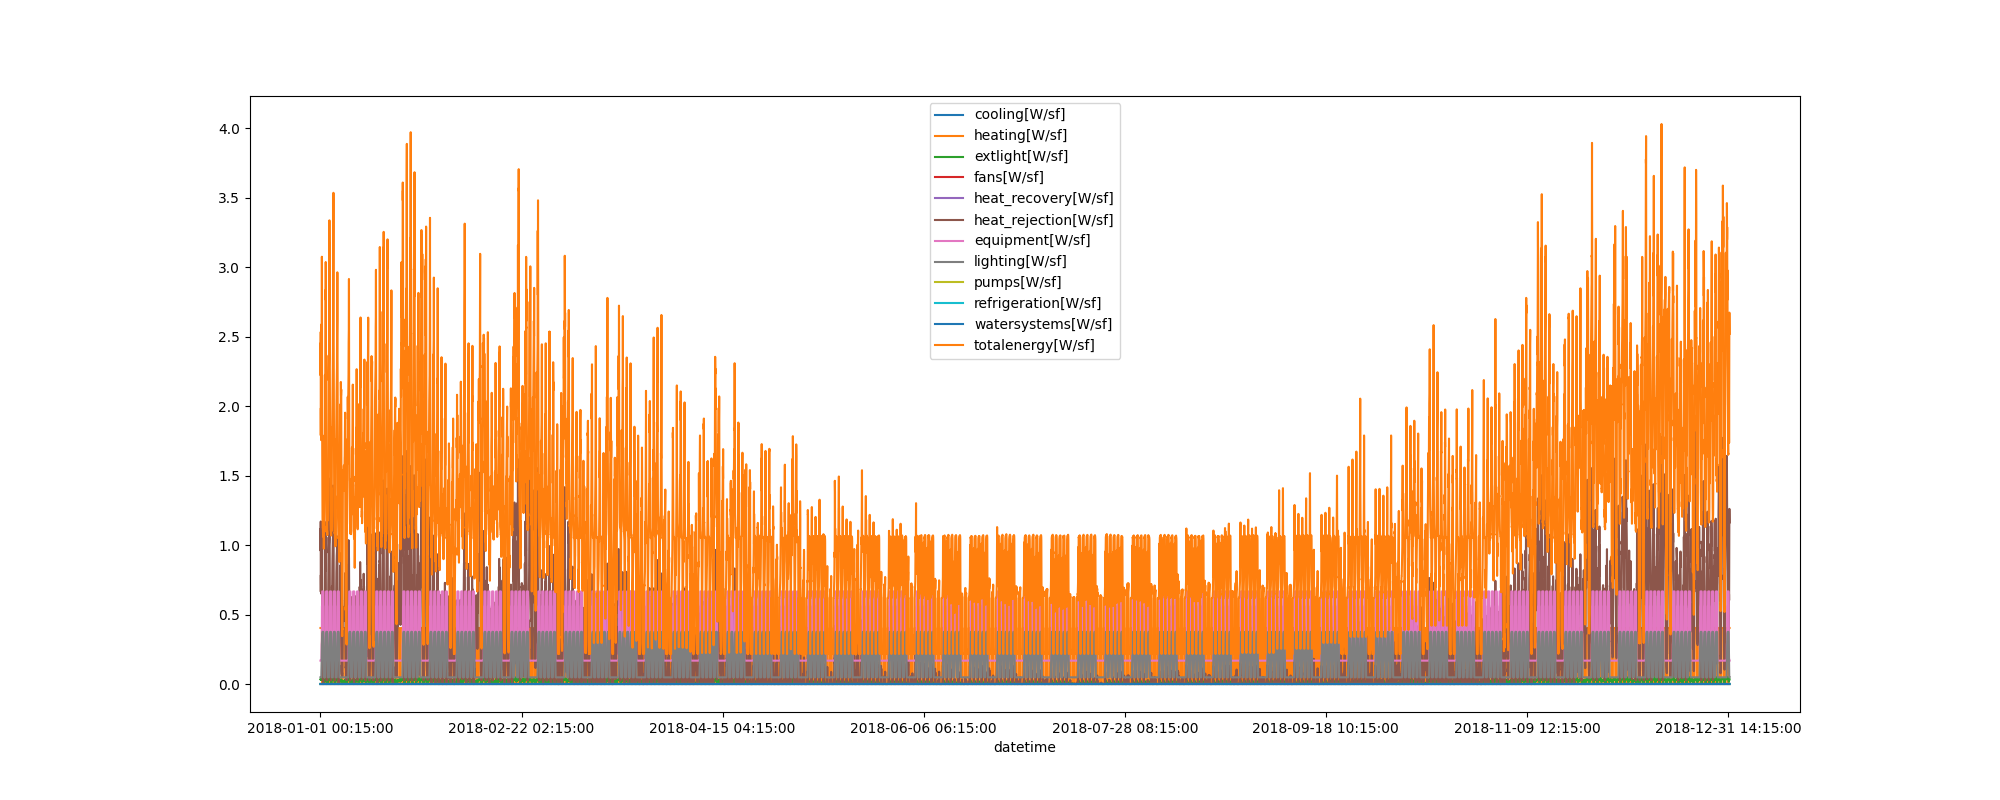 cooling[W/sf]
heating[W/sf]
extlight[W/sf]
fans[W/sf]
heat_recovery[W/sf]
heat_rejection[W/sf]
equipment[W/sf]
lighting[W/sf]
pumps[W/sf]
refrigeration[W/sf]
watersystems[W/sf]
totalenergy[W/sf]
4.0
3.5
3.0
2.5
2.0
1.5
1.0
0.5
0.0
2018-01-01 00:15:00 2018-02-22 02:15:00 2018-04-15 04:15:00 2018-06-06 06:15:00 2018-07-28 08:15:00 2018-09-18 10:15:00 2018-11-09 12:15:00 2018-12-31 14:15:00
datetime